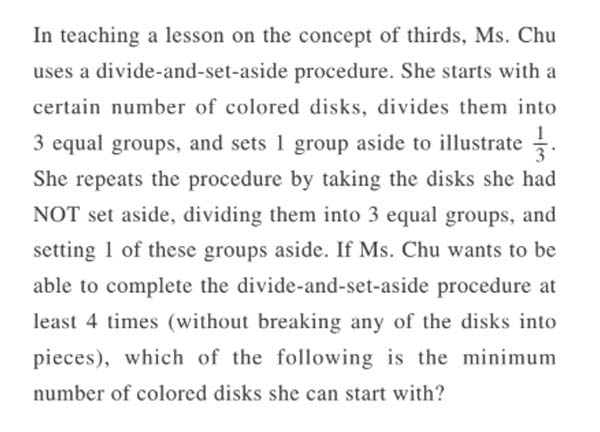 In teaching a lesson on the concept of thirds, Ms. Chu
uses a divide-and-set-aside procedure. She starts with a
certain number of colored disks, divides them into
3 equal groups, and sets 1 group aside to illustrate 1/3.
She repeats the procedure by taking the disks she had
NOT set aside, dividing them into 3 equal groups, and
setting 1 of these groups aside. If Ms. Chu wants to be
able to complete the divide-and-set-aside procedure at
least 4 times (without breaking any of the disks into
pieces), which of the following is the minimum
number of colored disks she can start with?